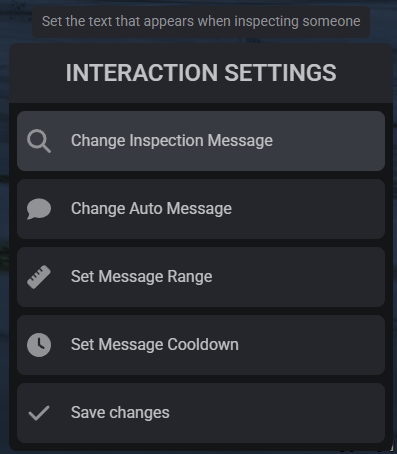 Set the text that appears when inspecting someone
INTERACTION SETTINGS
Change Inspection Message
Change Auto Message
Set Message Range
Set Message Cooldown
Save changes